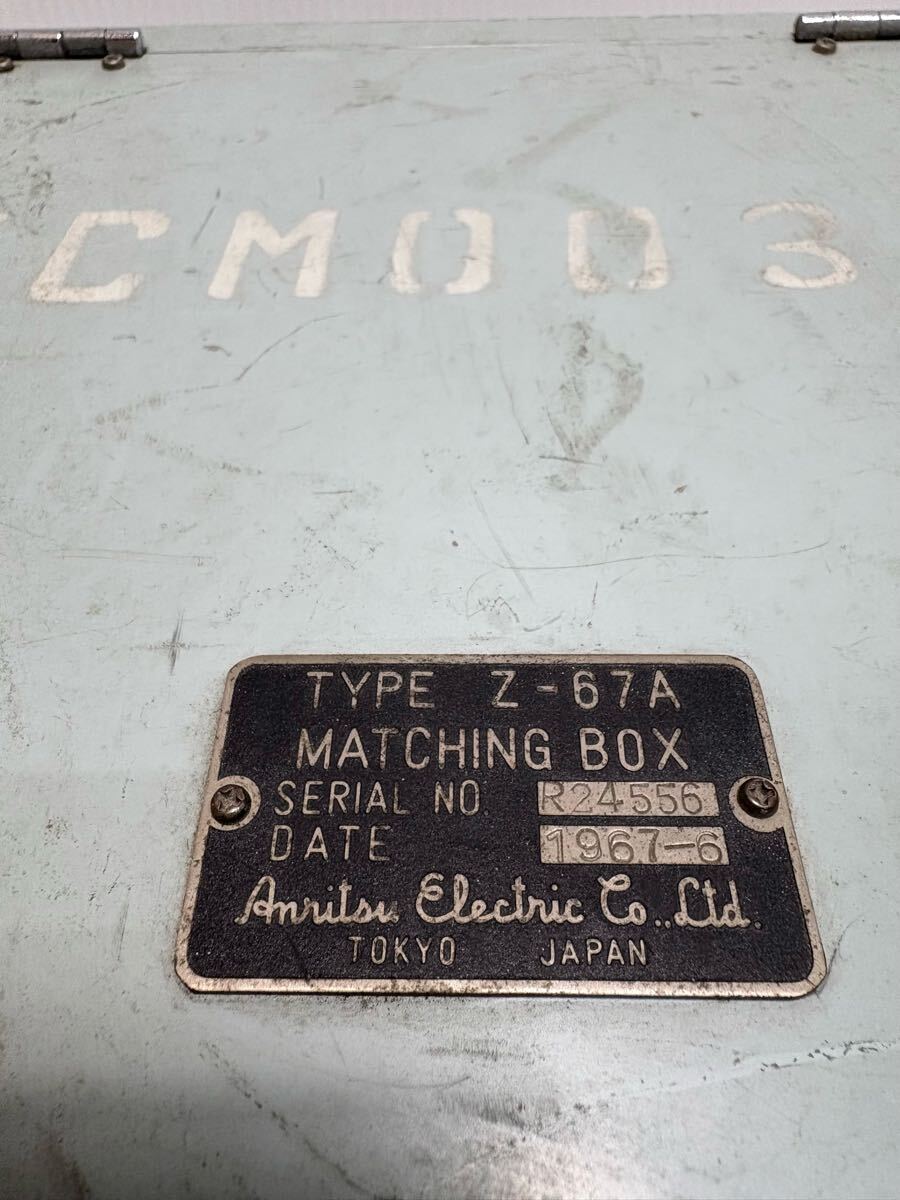 CM003
TYPE Z-67A
MATCHING BOX
SERIAL NO. R24556
DATE 1967-6
Anritsu Electric Co.,Ltd.
TOKYO JAPAN